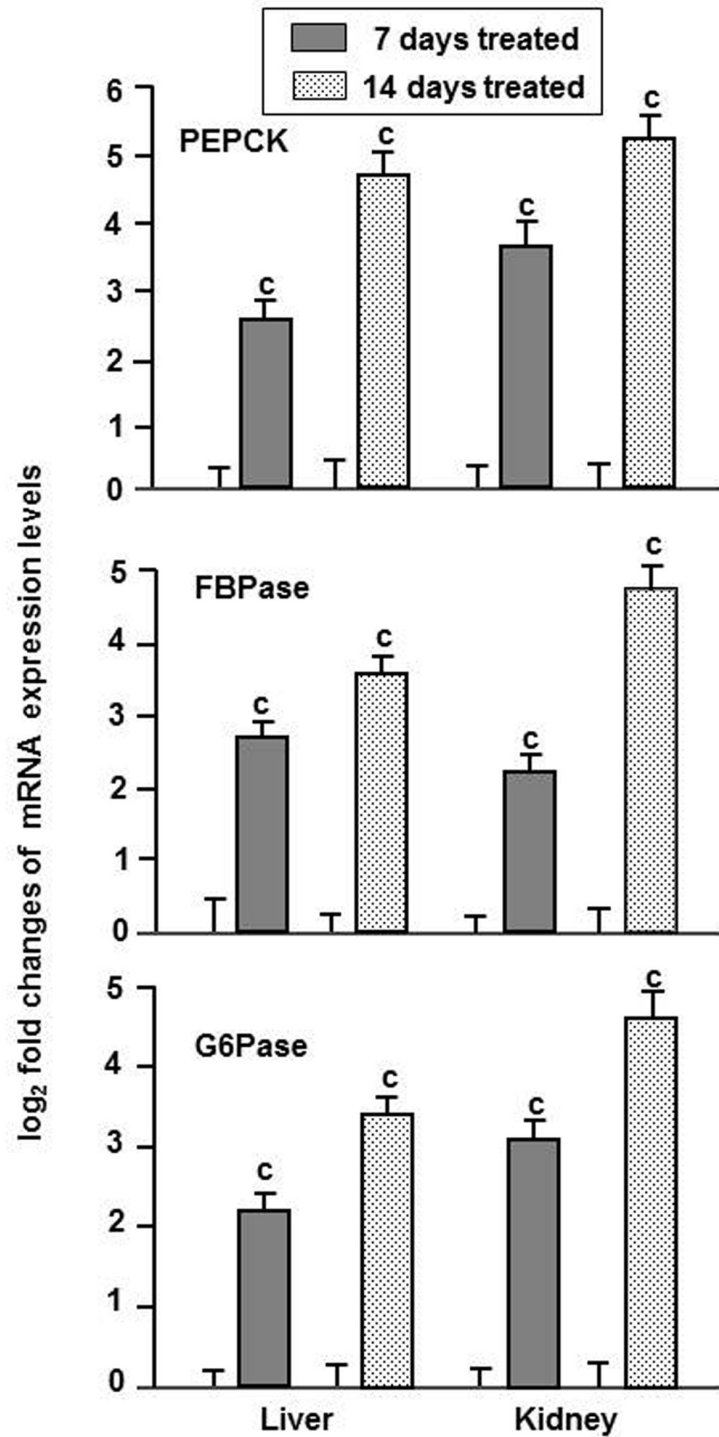 7 days treated
14 days treated
log₂ fold changes of mRNA expression levels
PEPCK
6
5
4
3
2
1
0
c
c
c
c
FBPase
5
4
3
2
1
0
c
c
c
c
G6Pase
5
4
3
2
1
0
c
c
c
c
Liver Kidney